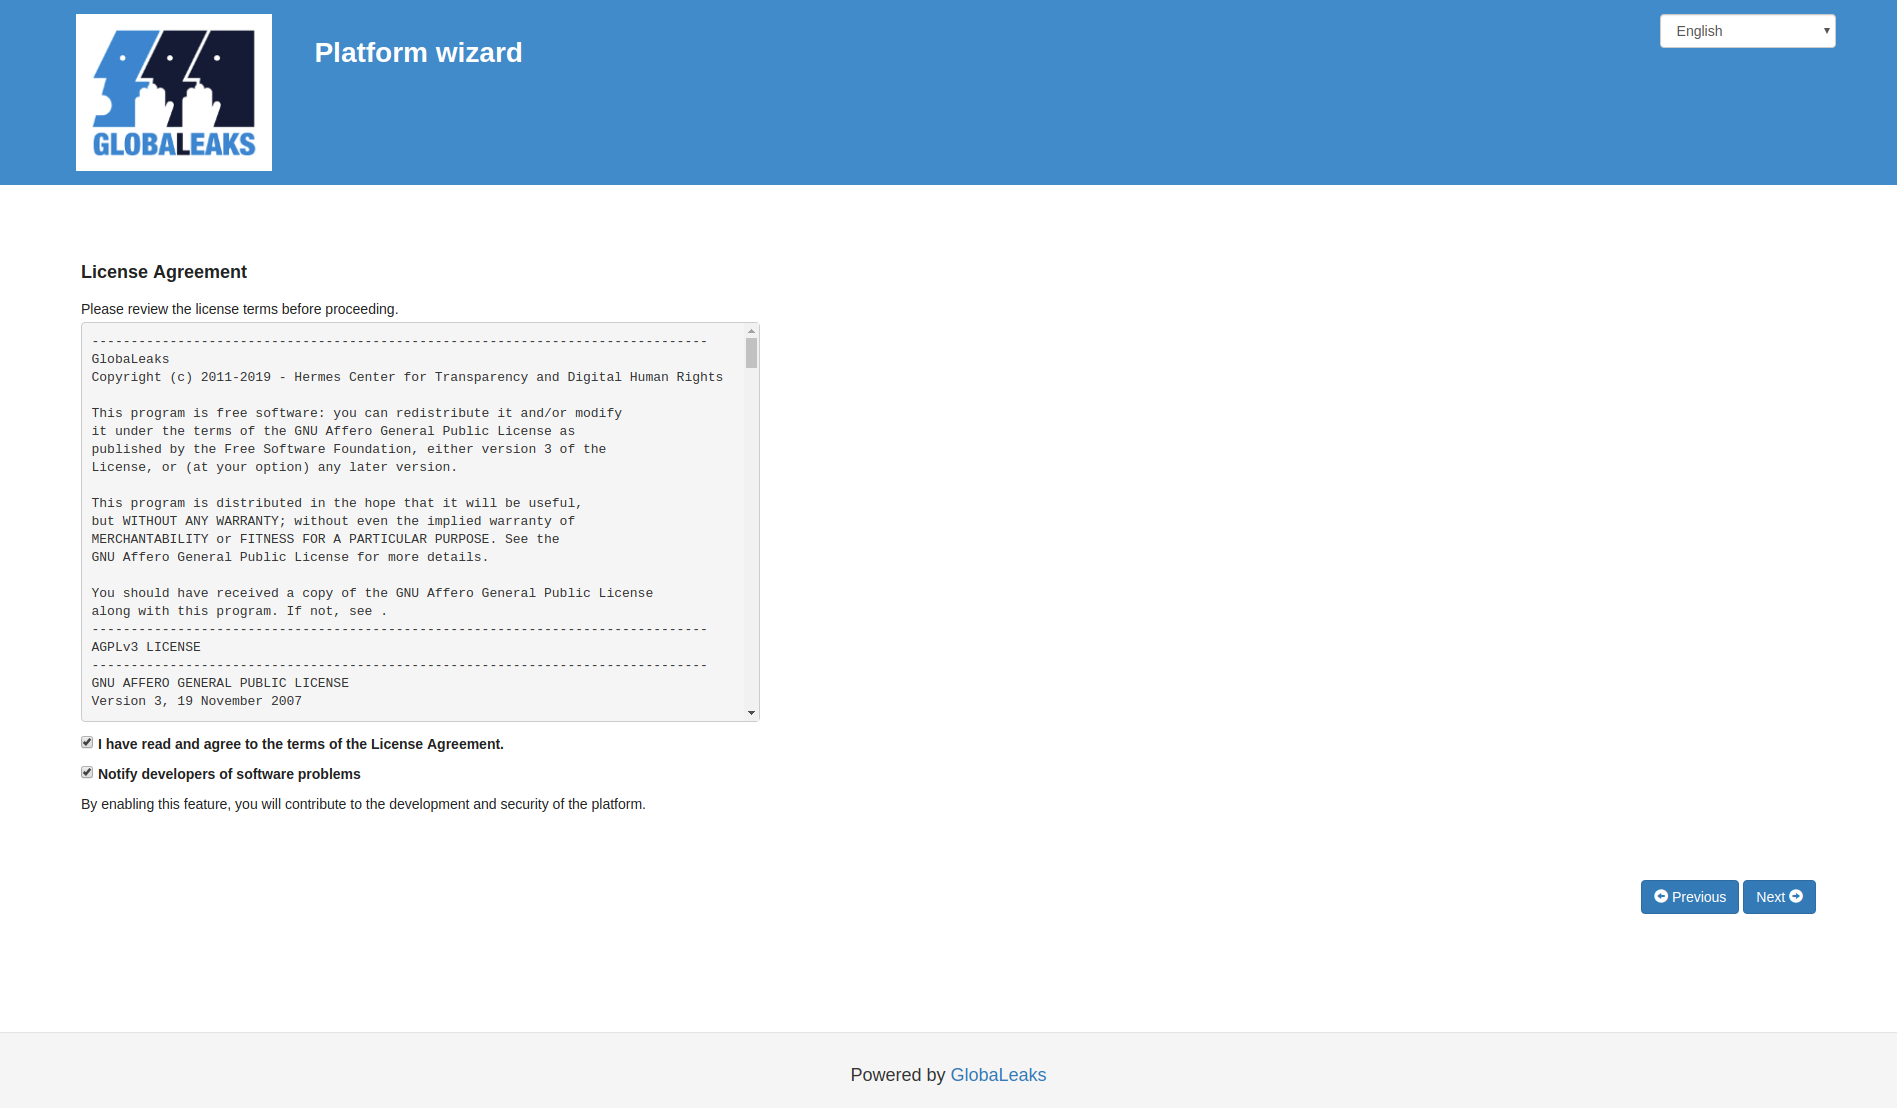 GLOBALEAKS
Platform wizard
English
License Agreement
Please review the license terms before proceeding.
-------------------------------------------------------------------------------
GlobaLeaks
Copyright (c) 2011-2019 - Hermes Center for Transparency and Digital Human Rights
This program is free software: you can redistribute it and/or modify
it under the terms of the GNU Affero General Public License as
published by the Free Software Foundation, either version 3 of the
License, or (at your option) any later version.
This program is distributed in the hope that it will be useful,
but WITHOUT ANY WARRANTY; without even the implied warranty of
MERCHANTABILITY or FITNESS FOR A PARTICULAR PURPOSE. See the
GNU Affero General Public License for more details.
You should have received a copy of the GNU Affero General Public License
along with this program. If not, see .
-------------------------------------------------------------------------------
AGPLv3 LICENSE
-------------------------------------------------------------------------------
GNU AFFERO GENERAL PUBLIC LICENSE
Version 3, 19 November 2007
I have read and agree to the terms of the License Agreement.
Notify developers of software problems
By enabling this feature, you will contribute to the development and security of the platform.
Previous Next
Powered by GlobaLeaks